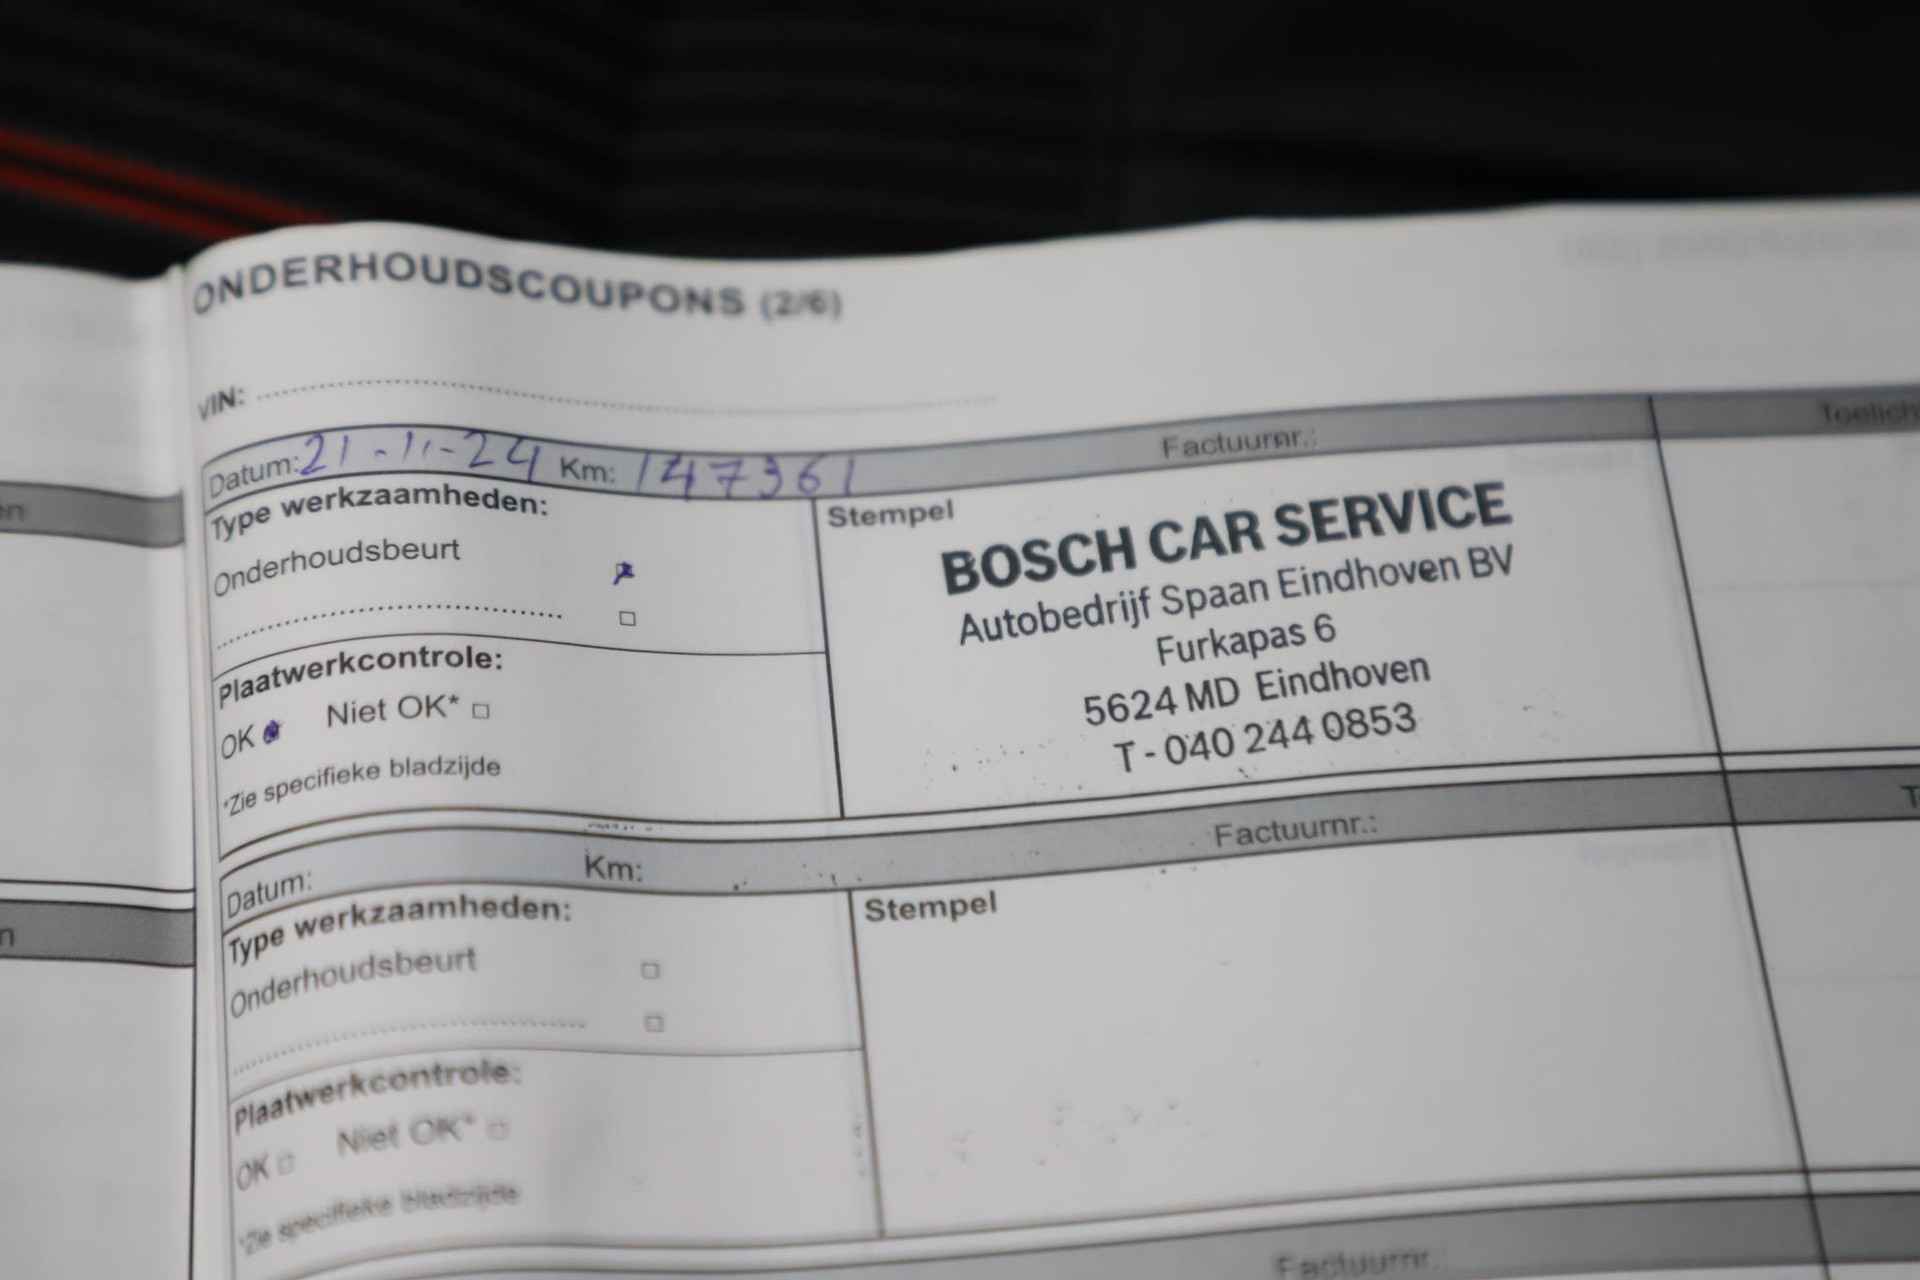 ONDERHOUDSCOUPONS (2/6)
VIN:
Datum: 21-11-24 Km: 147361 Factuurnr.:
Type werkzaamheden:
Onderhoudsbeurt
Plaatwerkcontrole:
OK Niet OK*
*Zie specifieke bladzijde
Stempel
BOSCH CAR SERVICE
Autobedrijf Spaan Eindhoven BV
Furkapas 6
5624 MD Eindhoven
T - 040 244 0853
Datum: Km: Factuurnr.:
Type werkzaamheden:
Onderhoudsbeurt
Plaatwerkcontrole:
OK Niet OK*
*Zie specifieke bladzijde
Stempel
Factuurnr.: